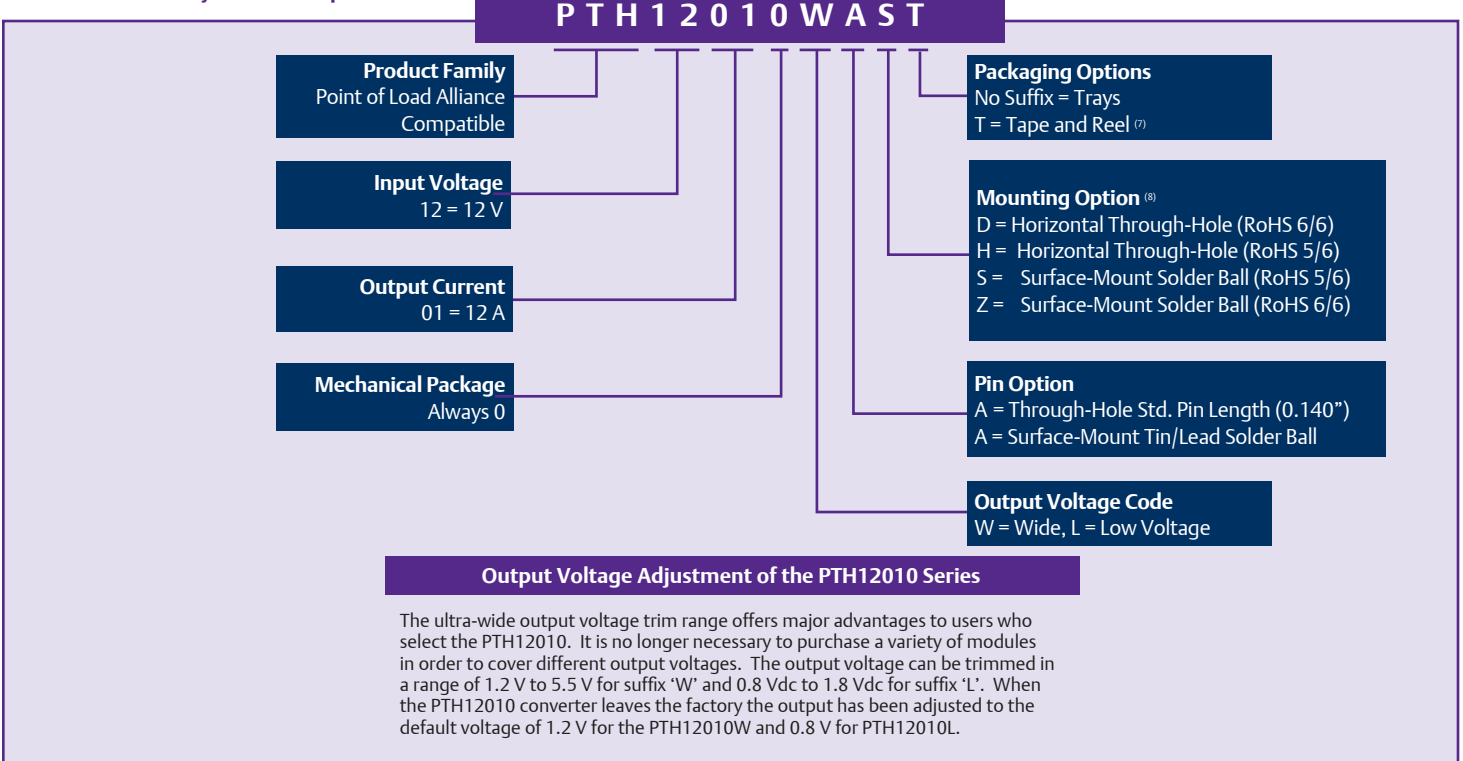 PTH12010WAST
Product Family
Point of Load Alliance
Compatible
Input Voltage
12 = 12 V
Output Current
01 = 12 A
Mechanical Package
Always 0
Packaging Options
No Suffix = Trays
T = Tape and Reel (7)
Mounting Option (8)
D = Horizontal Through-Hole (RoHS 6/6)
H = Horizontal Through-Hole (RoHS 5/6)
S = Surface-Mount Solder Ball (RoHS 5/6)
Z = Surface-Mount Solder Ball (RoHS 6/6)
Pin Option
A = Through-Hole Std. Pin Length (0.140")
A = Surface-Mount Tin/Lead Solder Ball
Output Voltage Code
W = Wide, L = Low Voltage
Output Voltage Adjustment of the PTH12010 Series
The ultra-wide output voltage trim range offers major advantages to users who
select the PTH12010. It is no longer necessary to purchase a variety of modules
in order to cover different output voltages. The output voltage can be trimmed in
a range of 1.2 V to 5.5 V for suffix ‘W’ and 0.8 Vdc to 1.8 Vdc for suffix ‘L’. When
the PTH12010 converter leaves the factory the output has been adjusted to the
default voltage of 1.2 V for the PTH12010W and 0.8 V for PTH12010L.